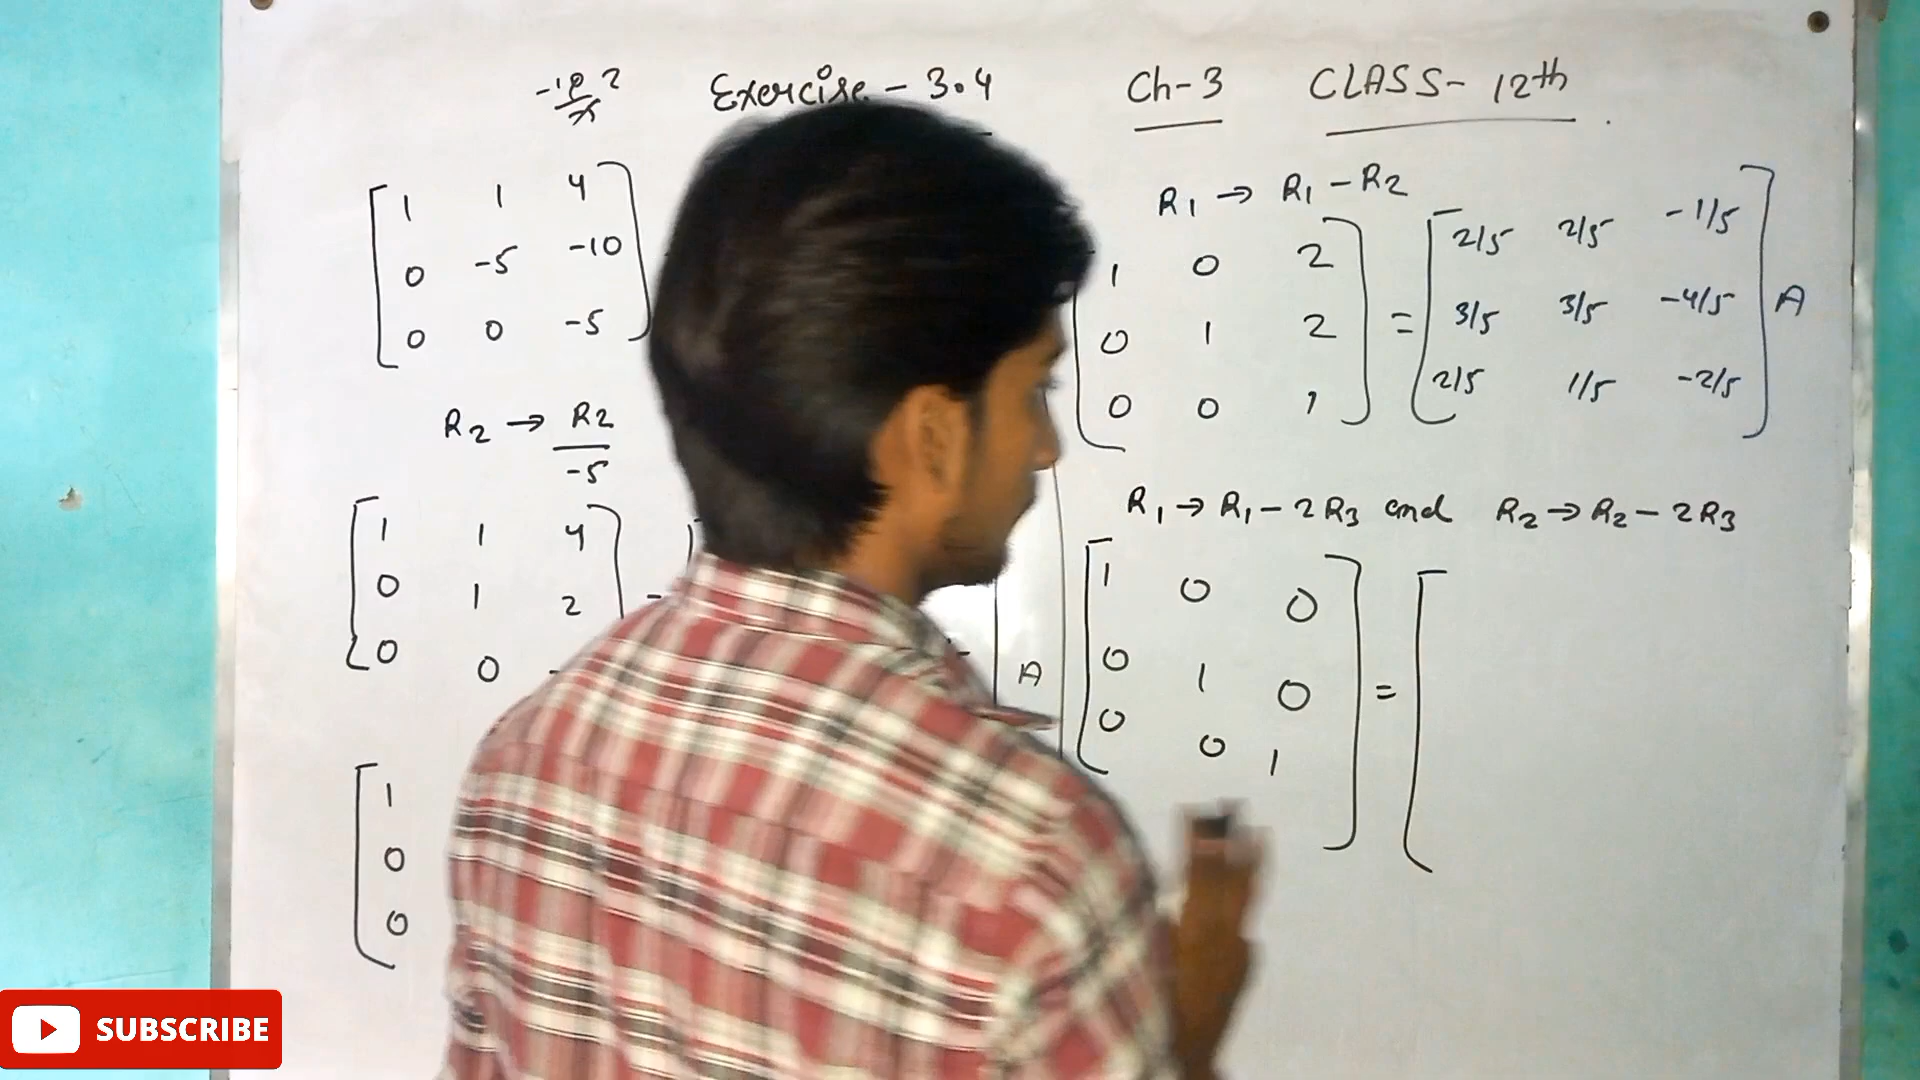 -10 2
5
Exercise - 3.4 Ch-3 CLASS- 12th
1 1 4
0 -5 -10
0 0 -5
R2 → R2
-5
1 1 4
0 1 2
0 0 -
1
0
0
A
R1 → R1 - R2
1 0 2 2/5 2/5 -1/5
0 1 2 = 3/5 3/5 -4/5 A
0 0 1 2/5 1/5 -2/5
R1 → R1 - 2R3 and R2 → R2 - 2R3
1 0 0
0 1 0 =
0 0 1
SUBSCRIBE